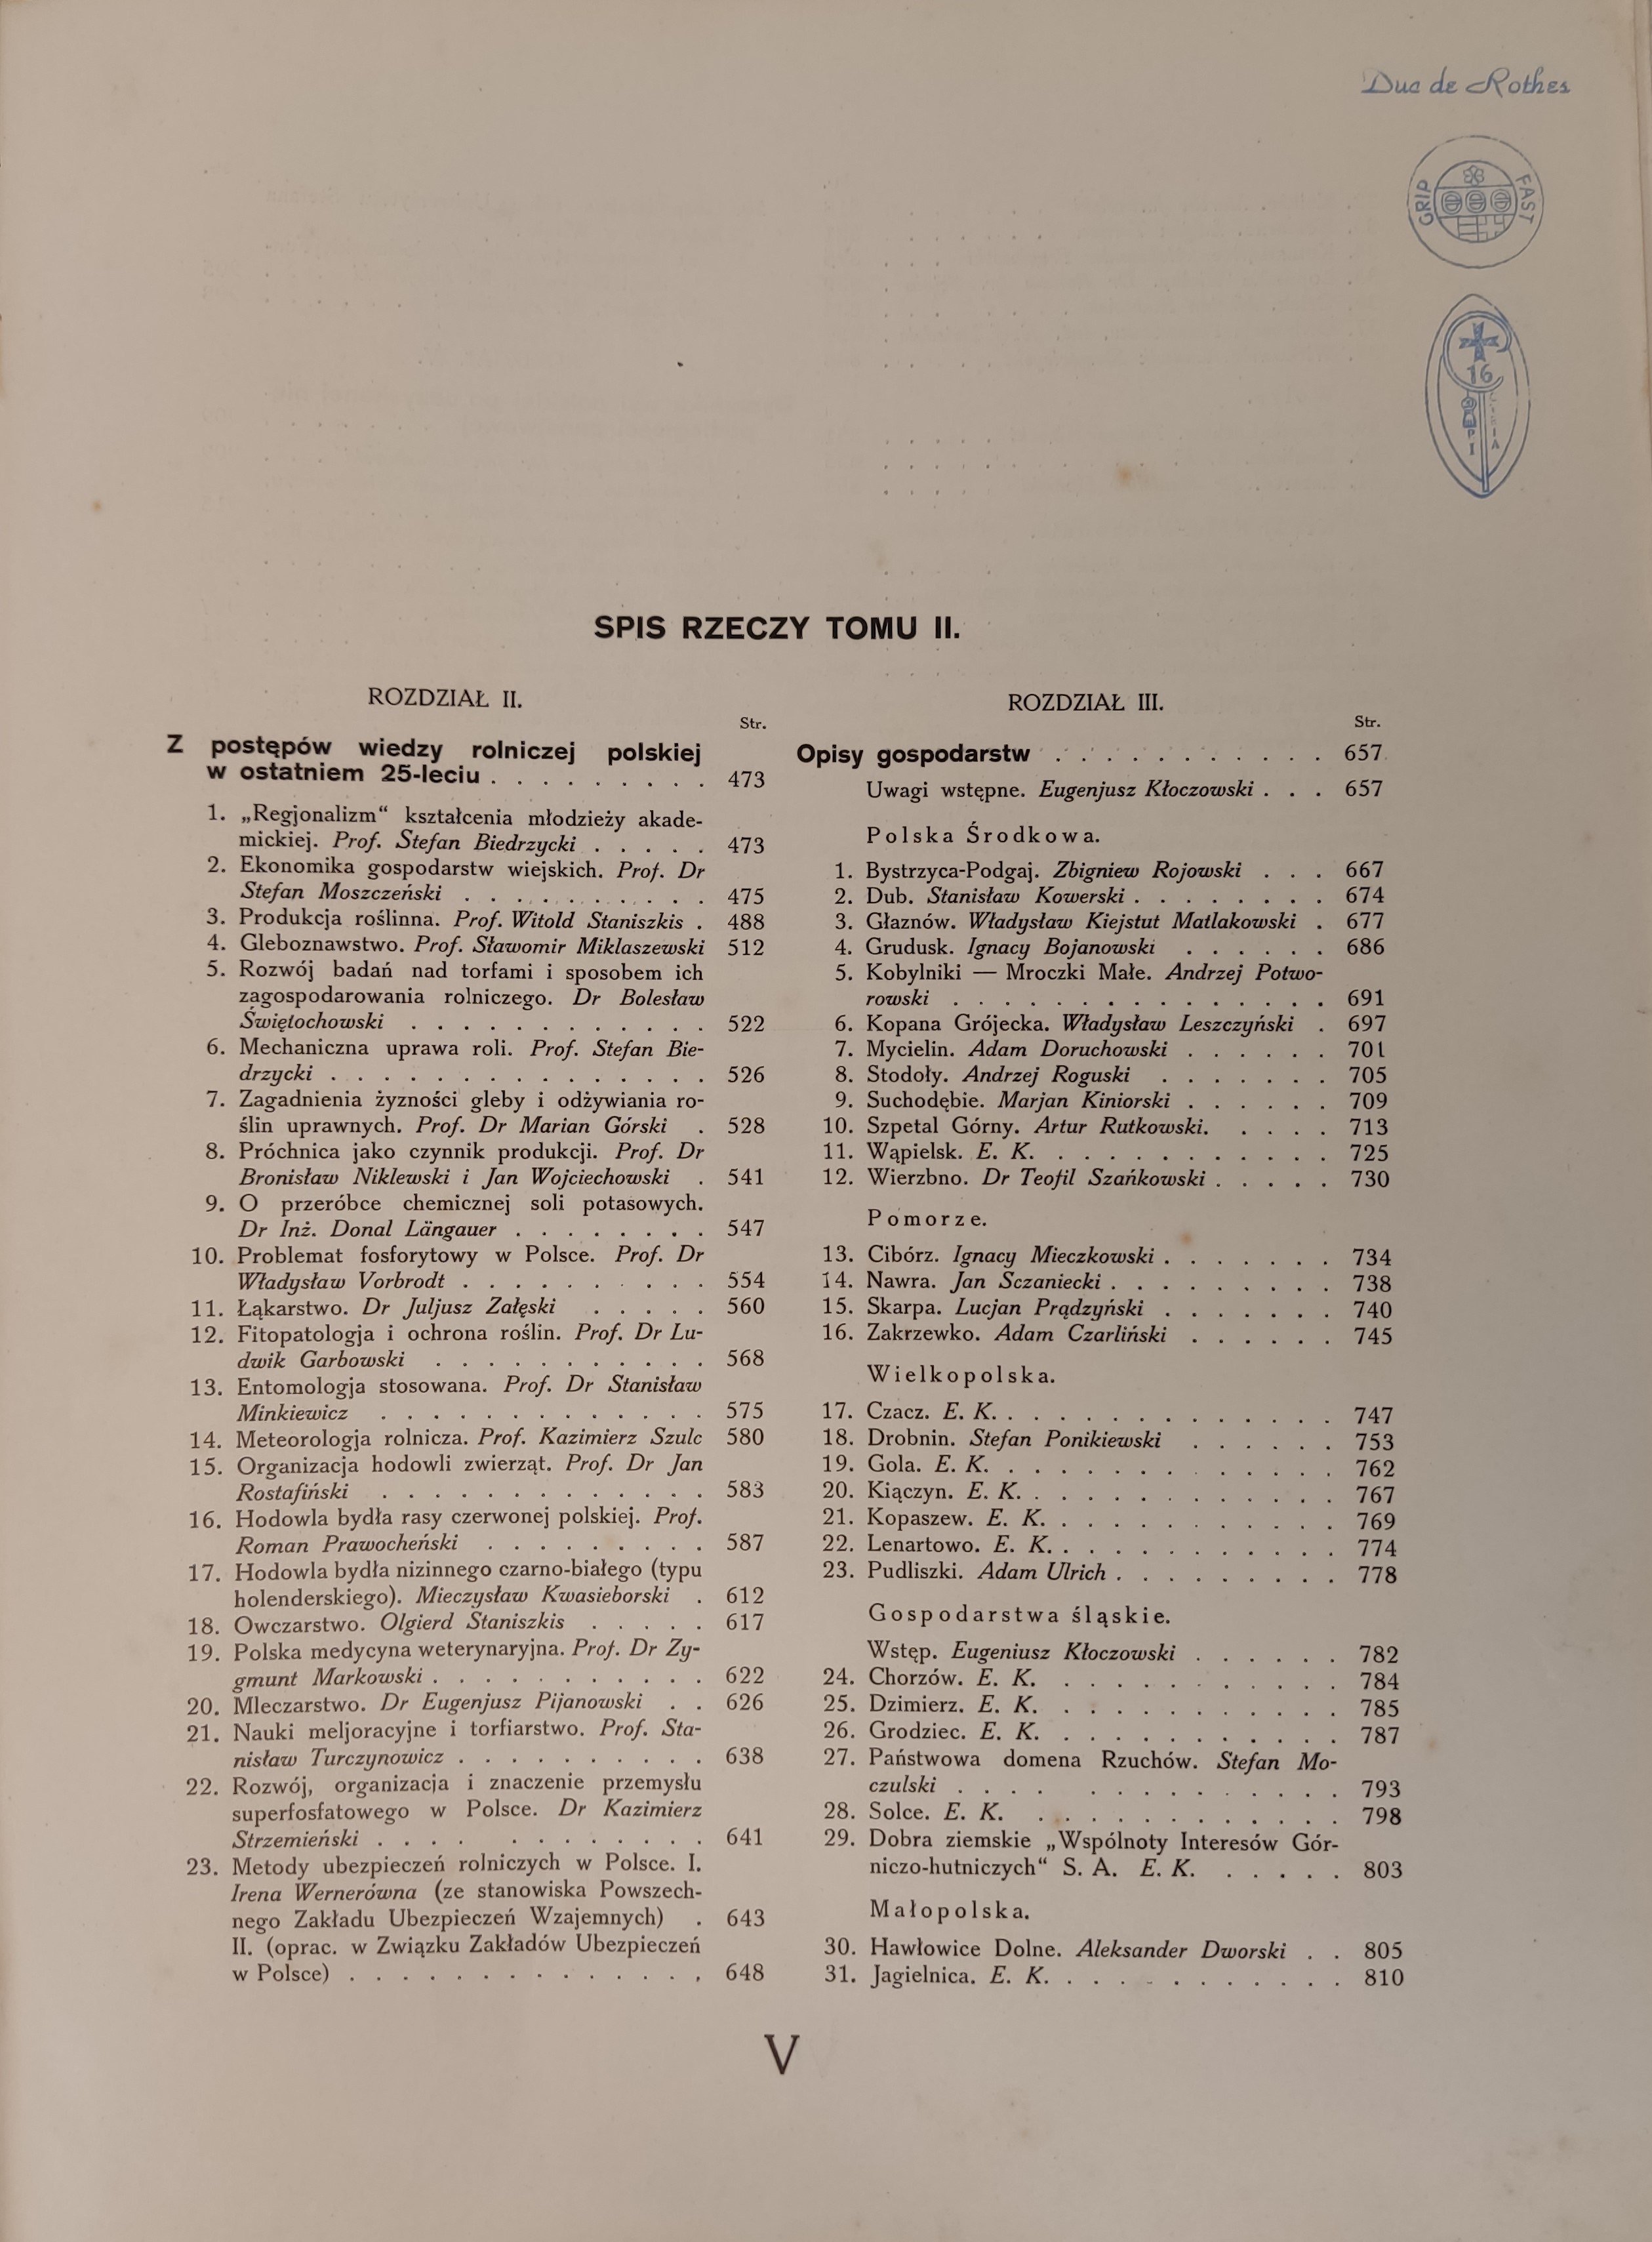 Duc de Rothes
GRIP FAST
16
SPIS RZECZY TOMU II.
ROZDZIAŁ II.
Str.
Z postępów wiedzy rolniczej polskiej
w ostatniem 25-leciu . . . . . . . . . 473
1. „Regjonalizm“ kształcenia młodzieży akade-
mickiej. Prof. Stefan Biedrzycki . . . . . 473
2. Ekonomika gospodarstw wiejskich. Prof. Dr
Stefan Moszczeński . . . . . . . . . . 475
3. Produkcja roślinna. Prof. Witold Staniszkis . 488
4. Gleboznawstwo. Prof. Sławomir Miklaszewski 512
5. Rozwój badań nad torfami i sposobem ich
zagospodarowania rolniczego. Dr Bolesław
Świętochowski . . . . . . . . . . . . 522
6. Mechaniczna uprawa roli. Prof. Stefan Bie-
drzycki . . . . . . . . . . . . . . . 526
7. Zagadnienia żyzności gleby i odżywiania ro-
ślin uprawnych. Prof. Dr Marian Górski . 528
8. Próchnica jako czynnik produkcji. Prof. Dr
Bronisław Niklewski i Jan Wojciechowski . 541
9. O przeróbce chemicznej soli potasowych.
Dr Inż. Donal Längauer . . . . . . . . 547
10. Problemat fosforytowy w Polsce. Prof. Dr
Władysław Vorbrodt . . . . . . . . . . 554
11. Łąkarstwo. Dr Juljusz Załęski . . . . . 560
12. Fitopatologja i ochrona roślin. Prof. Dr Lu-
dwik Garbowski . . . . . . . . . . . 568
13. Entomologja stosowana. Prof. Dr Stanisław
Minkiewicz . . . . . . . . . . . . . 575
14. Meteorologja rolnicza. Prof. Kazimierz Szulc 580
15. Organizacja hodowli zwierząt. Prof. Dr Jan
Rostafiński . . . . . . . . . . . . . 583
16. Hodowla bydła rasy czerwonej polskiej. Prof.
Roman Prawocheński . . . . . . . . . 587
17. Hodowla bydła nizinnego czarno-białego (typu
holenderskiego). Mieczysław Kwasieborski . 612
18. Owczarstwo. Olgierd Staniszkis . . . . . 617
19. Polska medycyna weterynaryjna. Prof. Dr Zy-
gmunt Markowski . . . . . . . . . . . 622
20. Mleczarstwo. Dr Eugenjusz Pijanowski . . 626
21. Nauki meljoracyjne i torfiarstwo. Prof. Sta-
nisław Turczynowicz . . . . . . . . . . 638
22. Rozwój, organizacja i znaczenie przemysłu
superfosfatowego w Polsce. Dr Kazimierz
Strzemieński . . . . . . . . . . . . 641
23. Metody ubezpieczeń rolniczych w Polsce. I.
Irena Wernerówna (ze stanowiska Powszech-
nego Zakładu Ubezpieczeń Wzajemnych) . 643
II. (oprac. w Związku Zakładów Ubezpieczeń
w Polsce) . . . . . . . . . . . . . . 648
ROZDZIAŁ III.
Str.
Opisy gospodarstw . . . . . . . . . . . 657
Uwagi wstępne. Eugenjusz Kłoczowski . . . 657
Polska Środkowa.
1. Bystrzyca-Podgaj. Zbigniew Rojowski . . . 667
2. Dub. Stanisław Kowerski . . . . . . . . 674
3. Głaznów. Władysław Kiejstut Matlakowski . 677
4. Grudusk. Ignacy Bojanowski . . . . . . 686
5. Kobylniki — Mroczki Małe. Andrzej Potwo-
rowski . . . . . . . . . . . . . . . 691
6. Kopana Grójecka. Władysław Leszczyński . 697
7. Mycielin. Adam Doruchowski . . . . . . 701
8. Stodoły. Andrzej Roguski . . . . . . . 705
9. Suchodębie. Marjan Kiniorski . . . . . . 709
10. Szpetal Górny. Artur Rutkowski. . . . . 713
11. Wąpielsk. E. K. . . . . . . . . . . . 725
12. Wierzbno. Dr Teofil Szańkowski . . . . . 730
Pomorze.
13. Cibórz. Ignacy Mieczkowski . . . . . . . 734
14. Nawra. Jan Sczaniecki . . . . . . . . . 738
15. Skarpa. Lucjan Prądzyński . . . . . . . 740
16. Zakrzewko. Adam Czarliński . . . . . . 745
Wielkopolska.
17. Czacz. E. K. . . . . . . . . . . . . . 747
18. Drobnin. Stefan Ponikiewski . . . . . . 753
19. Gola. E. K. . . . . . . . . . . . . . 762
20. Kiączyn. E. K. . . . . . . . . . . . . 767
21. Kopaszew. E. K. . . . . . . . . . . . 769
22. Lenartowo. E. K. . . . . . . . . . . . 774
23. Pudliszki. Adam Ulrich . . . . . . . . . 778
Gospodarstwa śląskie.
Wstęp. Eugeniusz Kłoczowski . . . . . . 782
24. Chorzów. E. K. . . . . . . . . . . . 784
25. Dzimierz. E. K. . . . . . . . . . . . 785
26. Grodziec. E. K. . . . . . . . . . . . 787
27. Państwowa domena Rzuchów. Stefan Mo-
czulski . . . . . . . . . . . . . . 793
28. Solce. E. K. . . . . . . . . . . . . 798
29. Dobra ziemskie „Wspólnoty Interesów Gór-
niczo-hutniczych“ S. A. E. K. . . . . . 803
Małopolska.
30. Hawłowice Dolne. Aleksander Dworski . . 805
31. Jagielnica. E. K. . . . . . . . . . . . 810
V